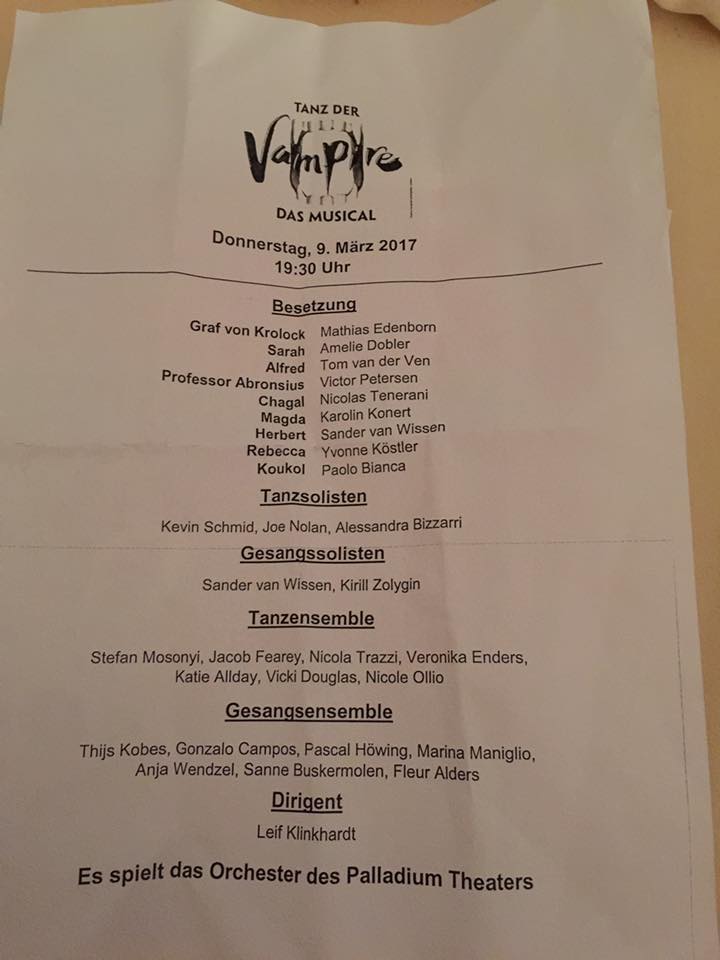 TANZ DER
Vampire
DAS MUSICAL
Donnerstag, 9. März 2017
19:30 Uhr
Besetzung
Graf von Krolock Mathias Edenborn
Sarah Amelie Dobler
Alfred Tom van der Ven
Professor Abronsius Victor Petersen
Chagal Nicolas Tenerani
Magda Karolin Konert
Herbert Sander van Wissen
Rebecca Yvonne Köstler
Koukol Paolo Bianca
Tanzsolisten
Kevin Schmid, Joe Nolan, Alessandra Bizzarri
Gesangssolisten
Sander van Wissen, Kirill Zolygin
Tanzensemble
Stefan Mosonyi, Jacob Fearey, Nicola Trazzi, Veronika Enders,
Katie Allday, Vicki Douglas, Nicole Ollio
Gesangsensemble
Thijs Kobes, Gonzalo Campos, Pascal Höwing, Marina Maniglio,
Anja Wendzel, Sanne Buskermolen, Fleur Alders
Dirigent
Leif Klinkhardt
Es spielt das Orchester des Palladium Theaters